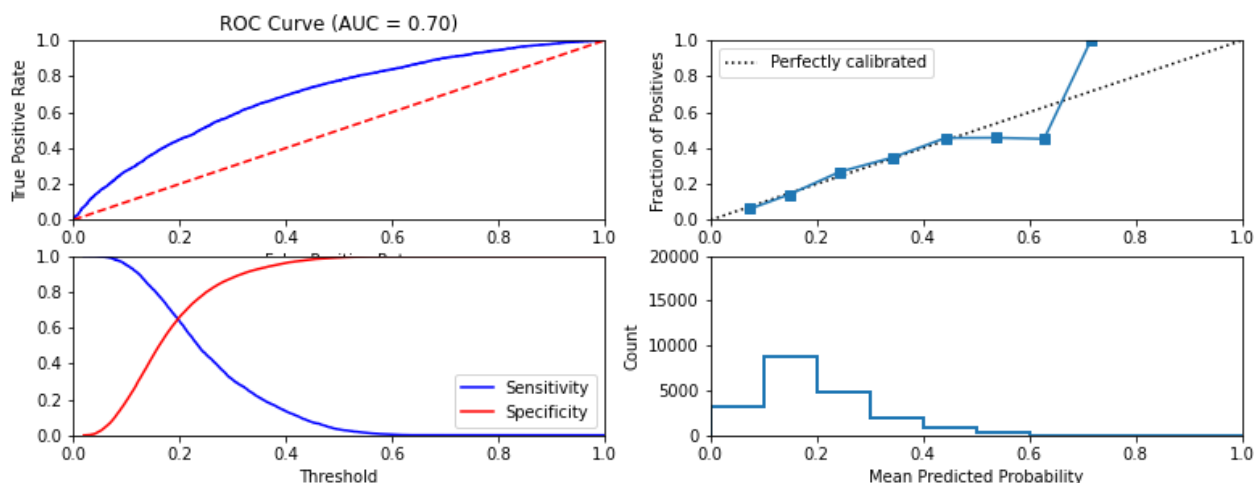 ROC Curve (AUC = 0.70)
True Positive Rate
1.0
0.8
0.6
0.4
0.2
0.0
0.0 0.2 0.4 0.6 0.8 1.0
Perfectly calibrated
Fraction of Positives
1.0
0.8
0.6
0.4
0.2
0.0
0.0 0.2 0.4 0.6 0.8 1.0
1.0
0.8
0.6
0.4
0.2
0.0
Sensitivity
Specificity
0.0 0.2 0.4 0.6 0.8 1.0
Threshold
Count
20000
15000
10000
5000
0
0.0 0.2 0.4 0.6 0.8 1.0
Mean Predicted Probability